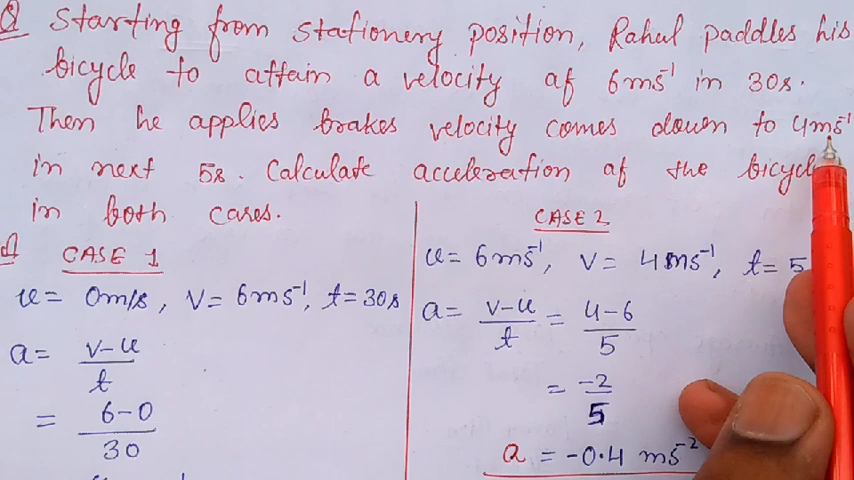 Q Starting from stationery position, Rahul paddles his
bicycle to attain a velocity of 6ms⁻¹ in 30s.
Then he applies brakes velocity comes down to 4ms⁻¹
in next 5s. Calculate acceleration of the bicycle
in both cases.
CASE 1
u = 0m/s, v = 6ms⁻¹, t = 30s
a = v-u/t
= 6-0/30
CASE 2
u = 6ms⁻¹, v = 4ms⁻¹, t = 5
a = v-u/t = 4-6/5
= -2/5
a = -0.4 ms⁻²